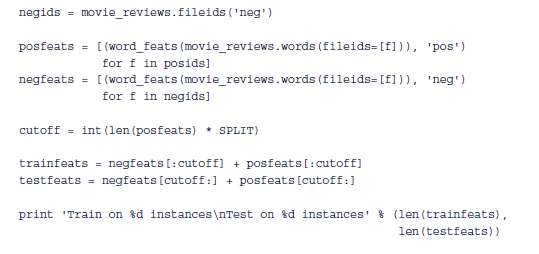 negids = movie_reviews.fileids('neg')
posfeats = [(word_feats(movie_reviews.words(fileids=[f])), 'pos')
for f in posids]
negfeats = [(word_feats(movie_reviews.words(fileids=[f])), 'neg')
for f in negids]
cutoff = int(len(posfeats) * SPLIT)
trainfeats = negfeats[:cutoff] + posfeats[:cutoff]
testfeats = negfeats[cutoff:] + posfeats[cutoff:]
print 'Train on %d instances\nTest on %d instances' % (len(trainfeats),
len(testfeats))